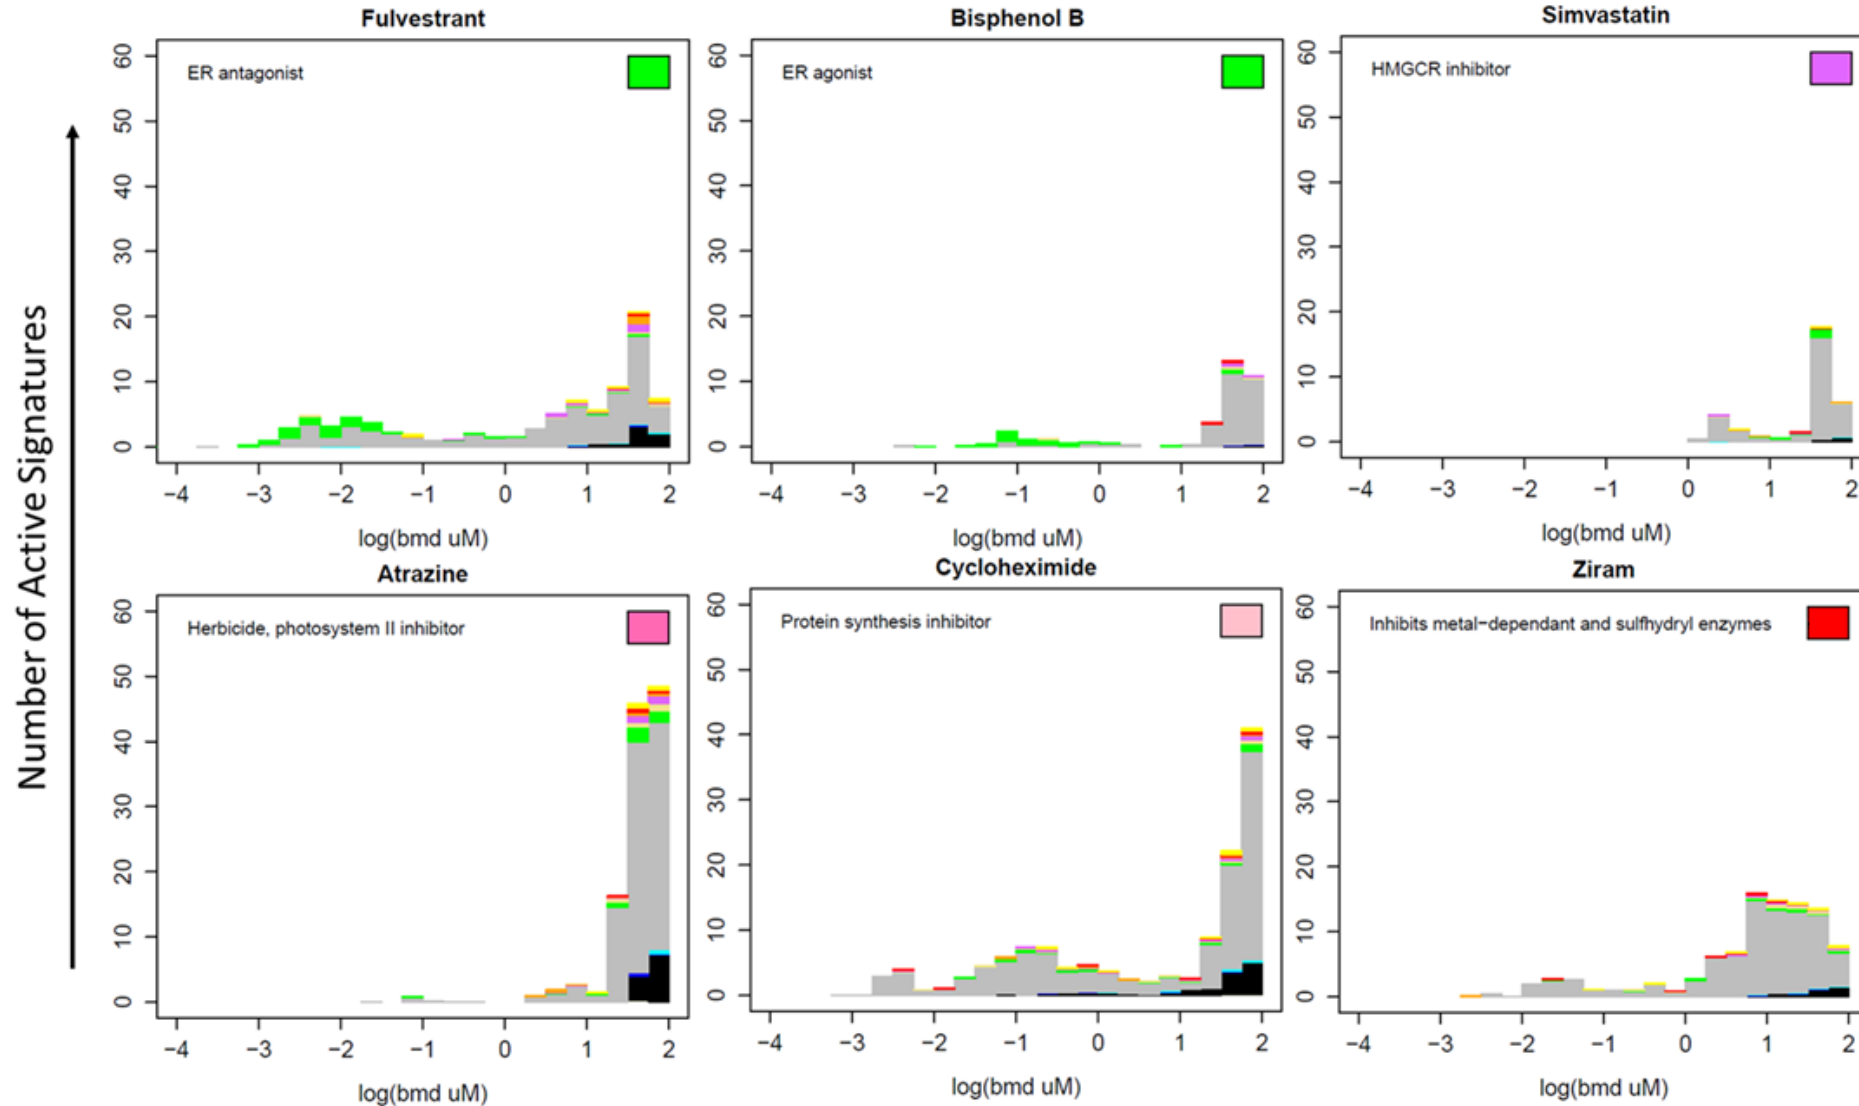 Number of Active Signatures
Fulvestrant
ER antagonist
60
50
40
30
20
10
0
−4 −3 −2 −1 0 1 2
log(bmd uM)
Bisphenol B
ER agonist
60
50
40
30
20
10
0
−4 −3 −2 −1 0 1 2
log(bmd uM)
Simvastatin
HMGCR inhibitor
60
50
40
30
20
10
0
−4 −3 −2 −1 0 1 2
log(bmd uM)
Atrazine
Herbicide, photosystem II inhibitor
60
50
40
30
20
10
0
−4 −3 −2 −1 0 1 2
log(bmd uM)
Cycloheximide
Protein synthesis inhibitor
60
50
40
30
20
10
0
−4 −3 −2 −1 0 1 2
log(bmd uM)
Ziram
Inhibits metal−dependant and sulfhydryl enzymes
60
50
40
30
20
10
0
−4 −3 −2 −1 0 1 2
log(bmd uM)